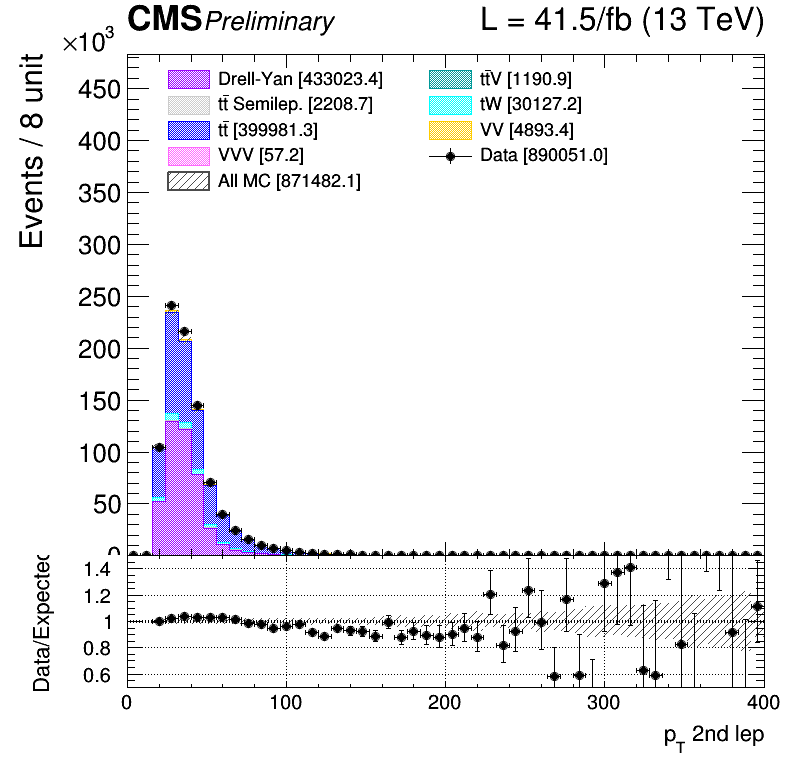 CMS Preliminary L = 41.5/fb (13 TeV)
×10³
Events / 8 unit
450
400
350
300
250
200
150
100
50
0
Drell-Yan [433023.4]
tt̄ Semilep. [2208.7]
tt̄ [399981.3]
VVV [57.2]
All MC [871482.1]
tt̄V [1190.9]
tW [30127.2]
VV [4893.4]
Data [890051.0]
Data/Expected
1.4
1.2
1
0.8
0.6
0 100 200 300 400
p_T 2nd lep